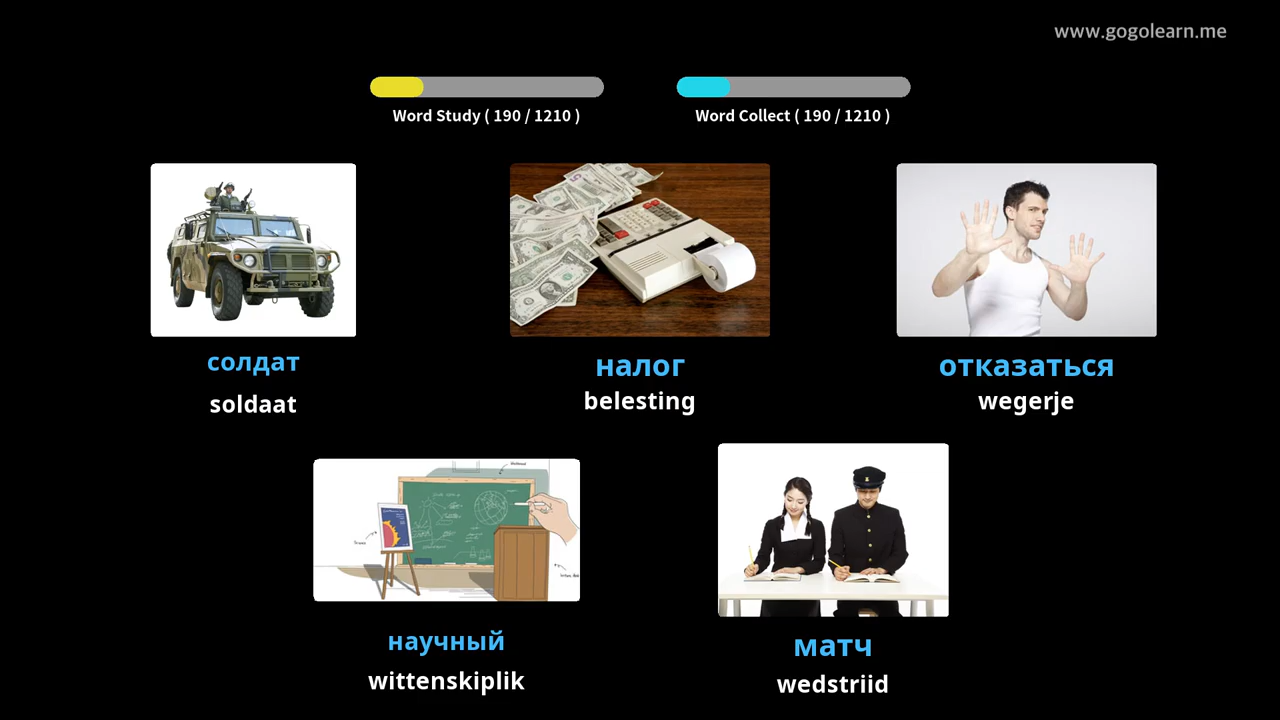 www.gogolearn.me
Word Study ( 190 / 1210 )
Word Collect ( 190 / 1210 )
солдат
soldaat
налог
belesting
отказаться
wegerje
научный
wittenskiplik
матч
wedstriid